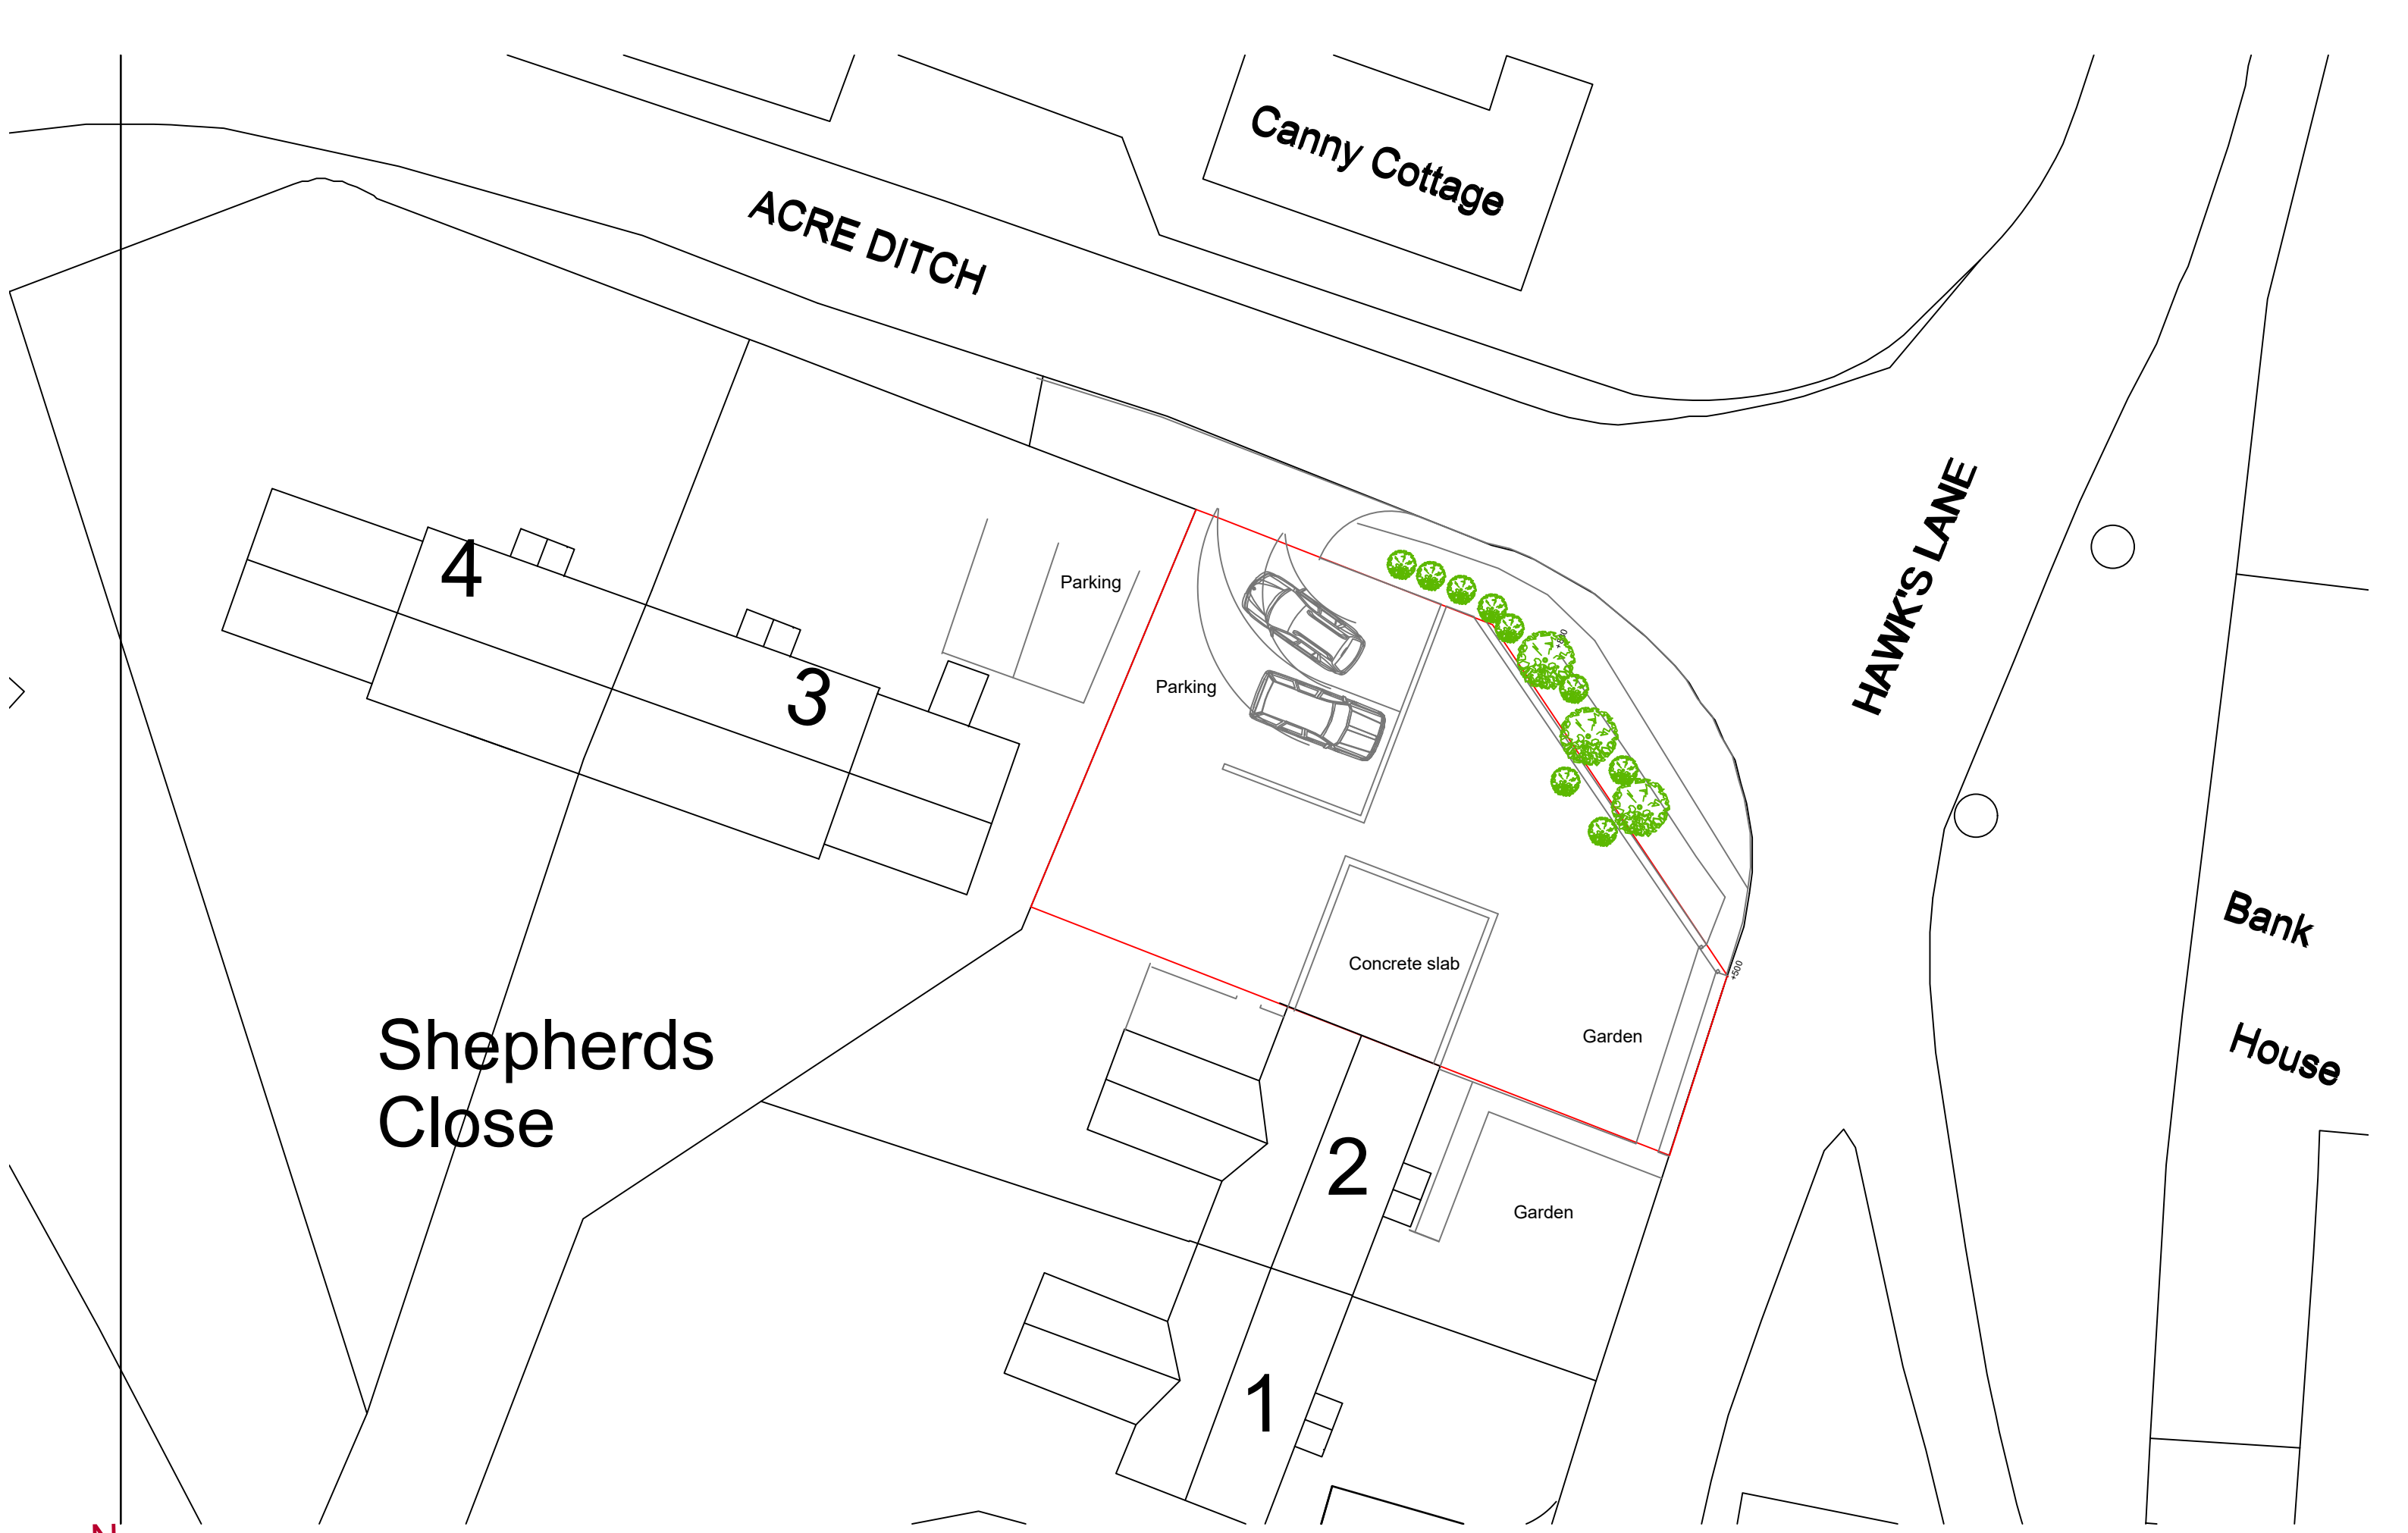 Canny Cottage
ACRE DITCH
HAWK'S LANE
4
3
Parking
Parking
Bank
House
Concrete slab
+500
Garden
Shepherds
Close
2
Garden
1
N